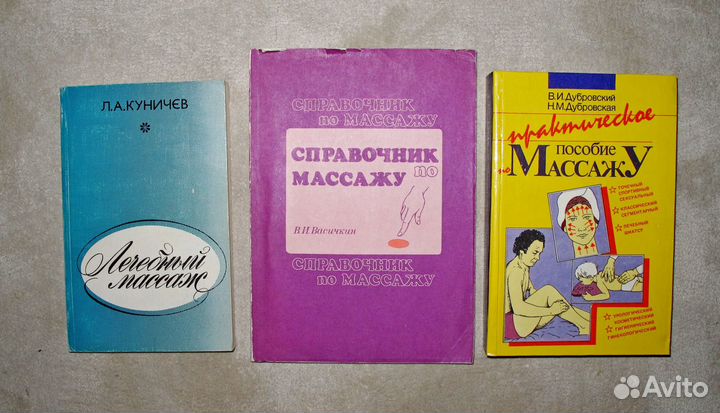 Л.А.КУНИЧЕВ
Лечебный
массаж
СПРАВОЧНИК
по МАССАЖУ
СПРАВОЧНИК
по
МАССАЖУ
В.И.Васичкин
СПРАВОЧНИК
по МАССАЖУ
В.И.Дубровский
Н.М.Дубровская
практическое
пособие
по МАССАЖУ
ТОЧЕЧНЫЙ
СПОРТИВНЫЙ
СЕКСУАЛЬНЫЙ
КЛАССИЧЕСКИЙ
СЕГМЕНТАРНЫЙ
ЛЕЧЕБНЫЙ
ШИАТСУ
УРОЛОГИЧЕСКИЙ
КОСМЕТИЧЕСКИЙ
ГИГИЕНИЧЕСКИЙ
ГИНЕКОЛОГИЧЕСКИЙ
Avito